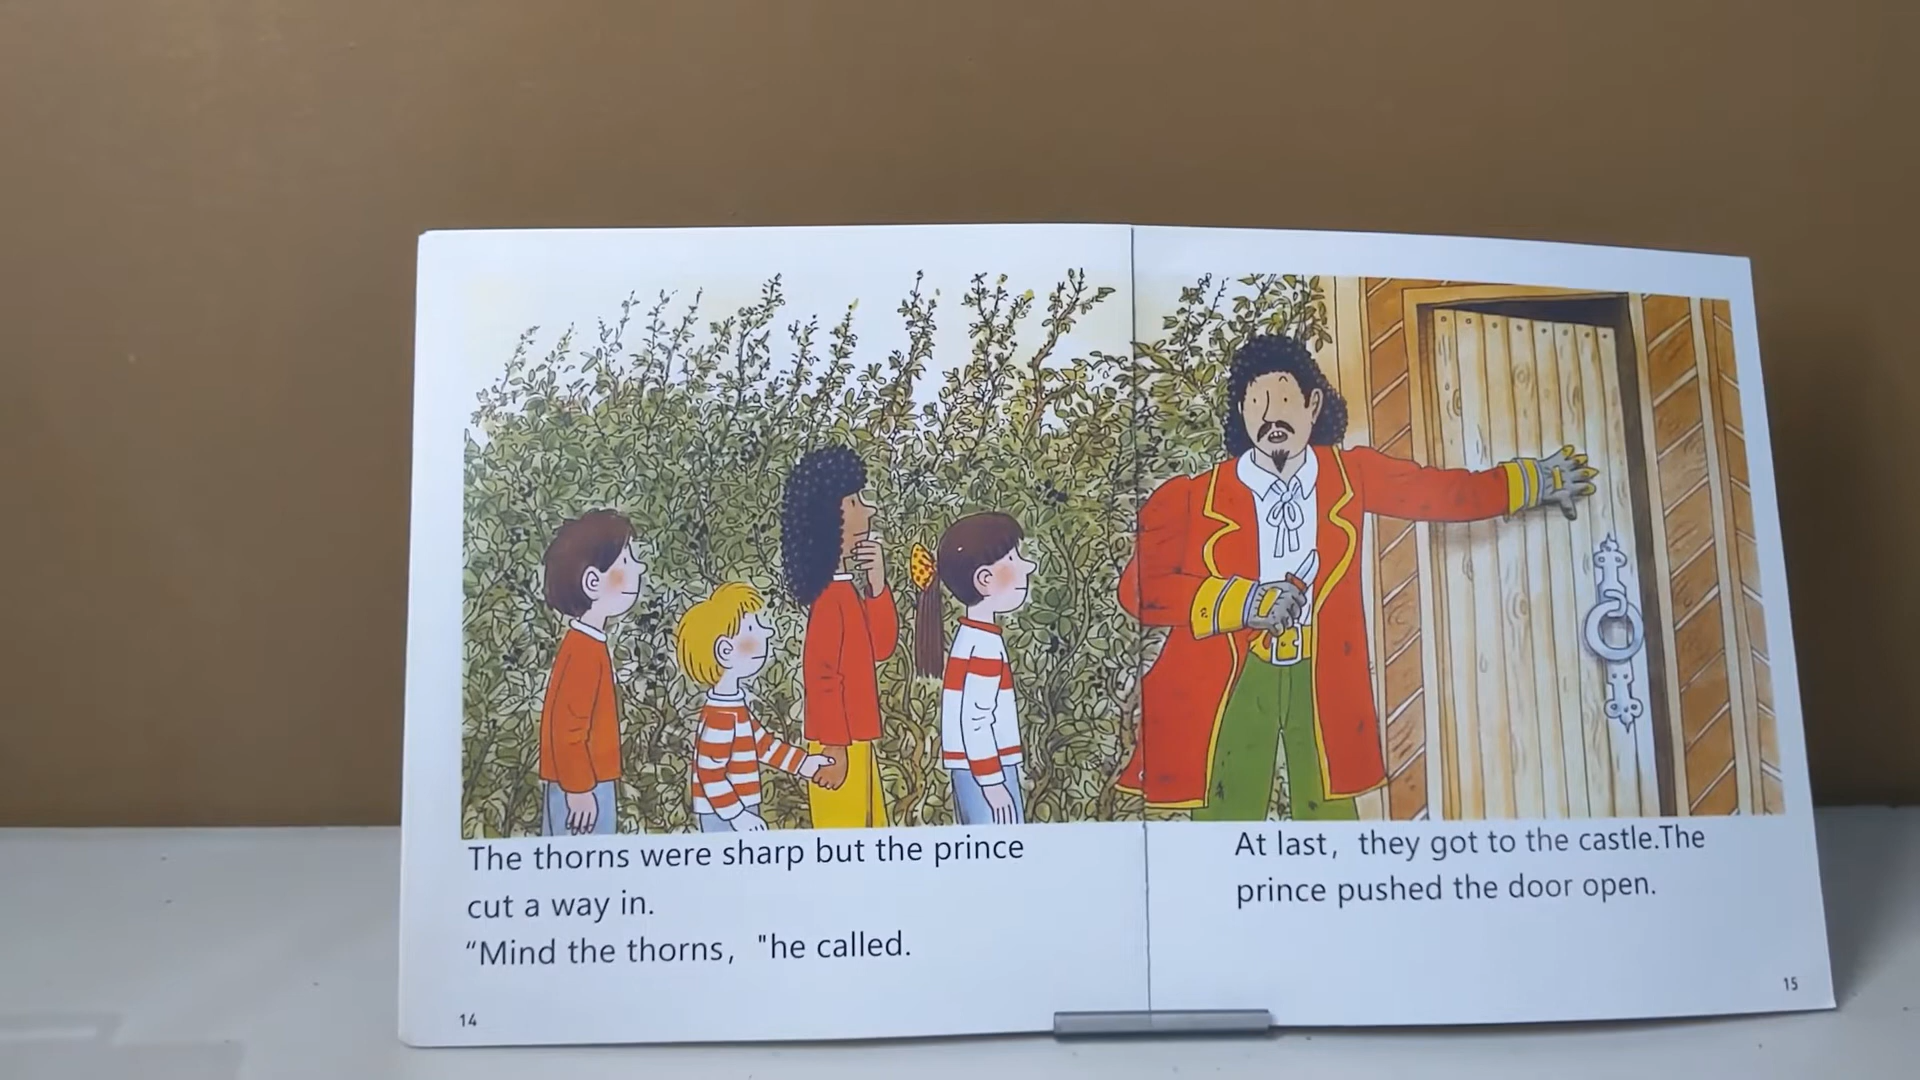 The thorns were sharp but the prince
cut a way in.
“Mind the thorns, "he called.
14
At last, they got to the castle.The
prince pushed the door open.
15